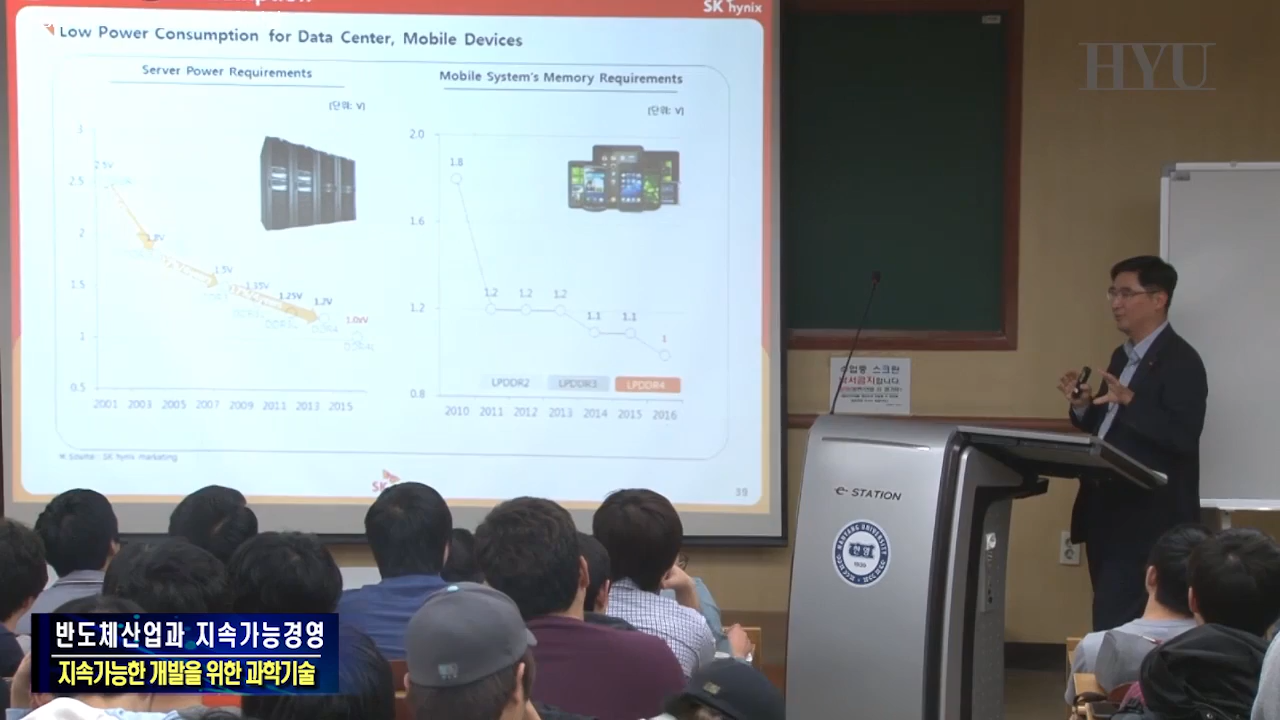 SK hynix
Low Power Consumption for Data Center, Mobile Devices
Server Power Requirements
(단위: V)
3
2.5
2
1.5
1
0.5
2.5V
1.5V
1.35V
1.25V
1.2V
2001 2003 2005 2007 2009 2011 2013 2015
Mobile System's Memory Requirements
(단위: V)
2.0
1.6
1.2
0.8
1.8
1.2 1.2 1.2
1.1 1.1
1
LPDDR2 LPDDR3 LPDDR4
2010 2011 2012 2013 2014 2015 2016
※ Source : SK hynix marketing
SK
39
HYU
e-STATION
HANYANG UNIVERSITY
한양
1939
반도체산업과 지속가능경영
지속가능한 개발을 위한 과학기술